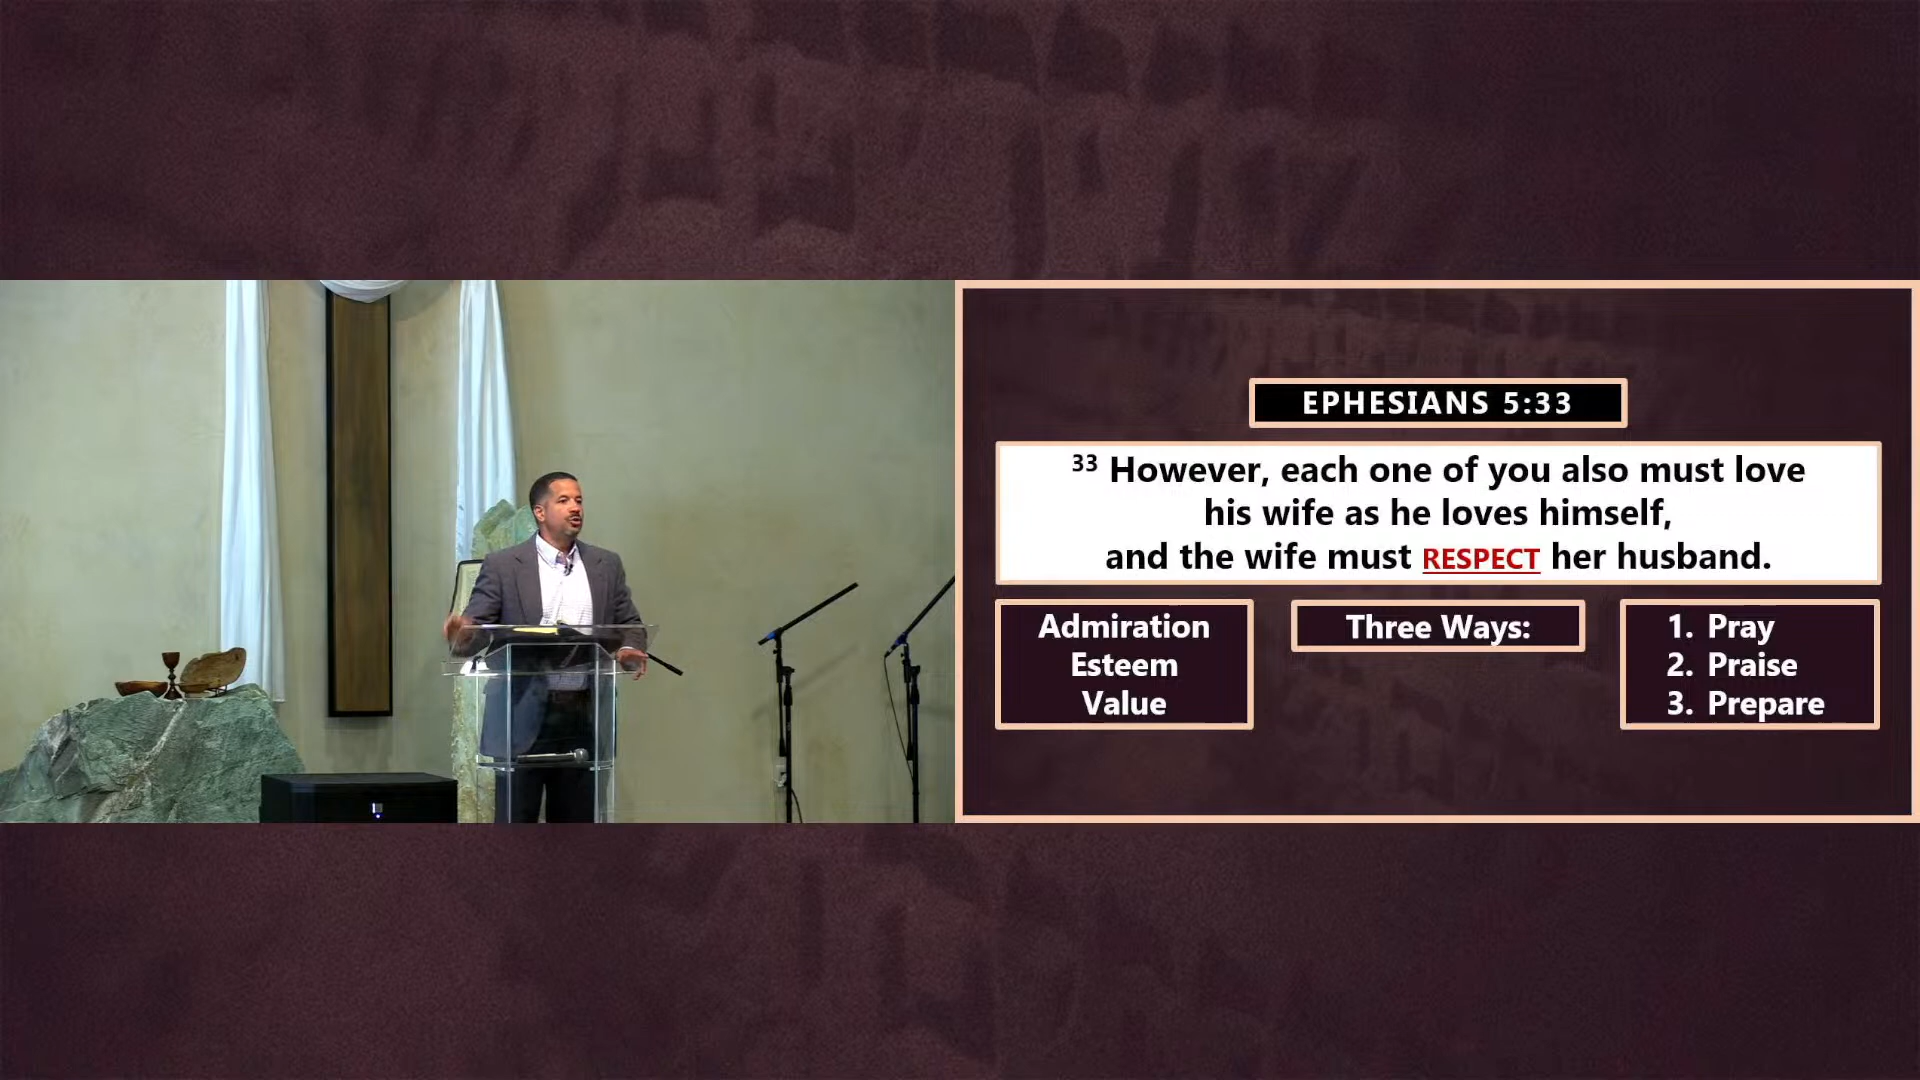 EPHESIANS 5:33
33 However, each one of you also must love
his wife as he loves himself,
and the wife must RESPECT her husband.
Admiration
Esteem
Value
Three Ways:
1. Pray
2. Praise
3. Prepare